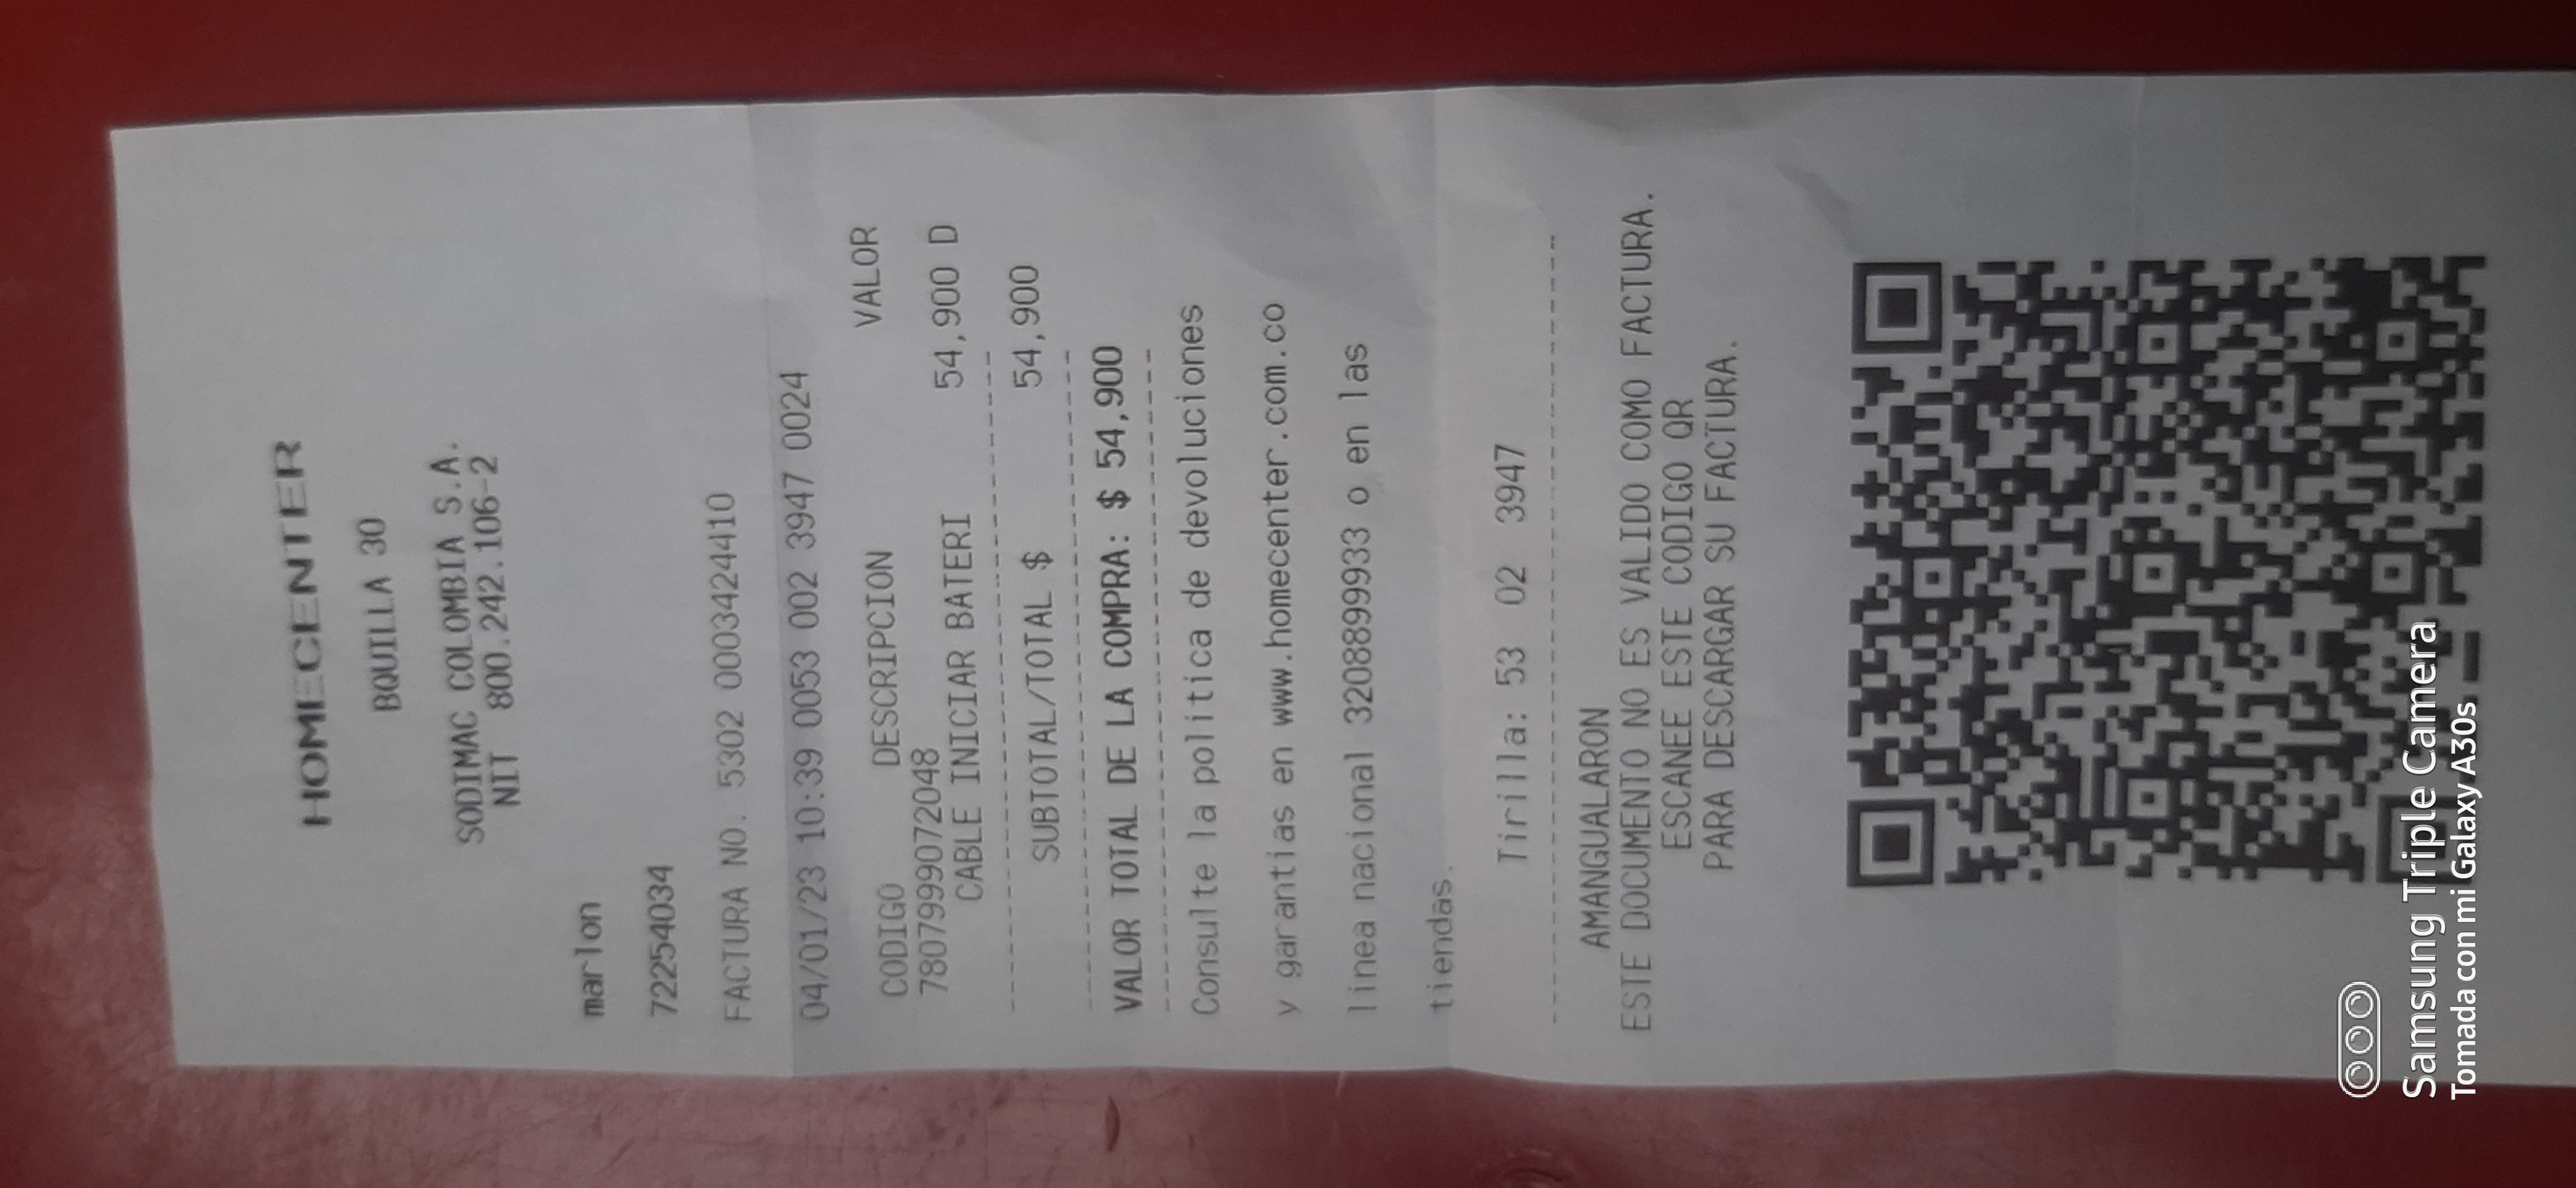 HOMECENTER
BQUILLA 30
SODIMAC COLOMBIA S.A.
NIT 800.242.106-2
marlon
72254034
FACTURA NO. 5302 00034244410
04/01/23 10:39 0053 002 3947 0024
CODIGO DESCRIPCION VALOR
7807999072048
CABLE INICIAR BATERI 54,900 D
SUBTOTAL/TOTAL $ 54,900
VALOR TOTAL DE LA COMPRA: $ 54,900
Consulte la politica de devoluciones
y garantias en www.homecenter.com.co
linea nacional 3208899933 o en las
tiendas.
Tirilla: 53 02 3947
AMANGUALARON
ESTE DOCUMENTO NO ES VALIDO COMO FACTURA.
ESCANEE ESTE CODIGO QR
PARA DESCARGAR SU FACTURA.
Samsung Triple Camera
Tomada con mi Galaxy A30s